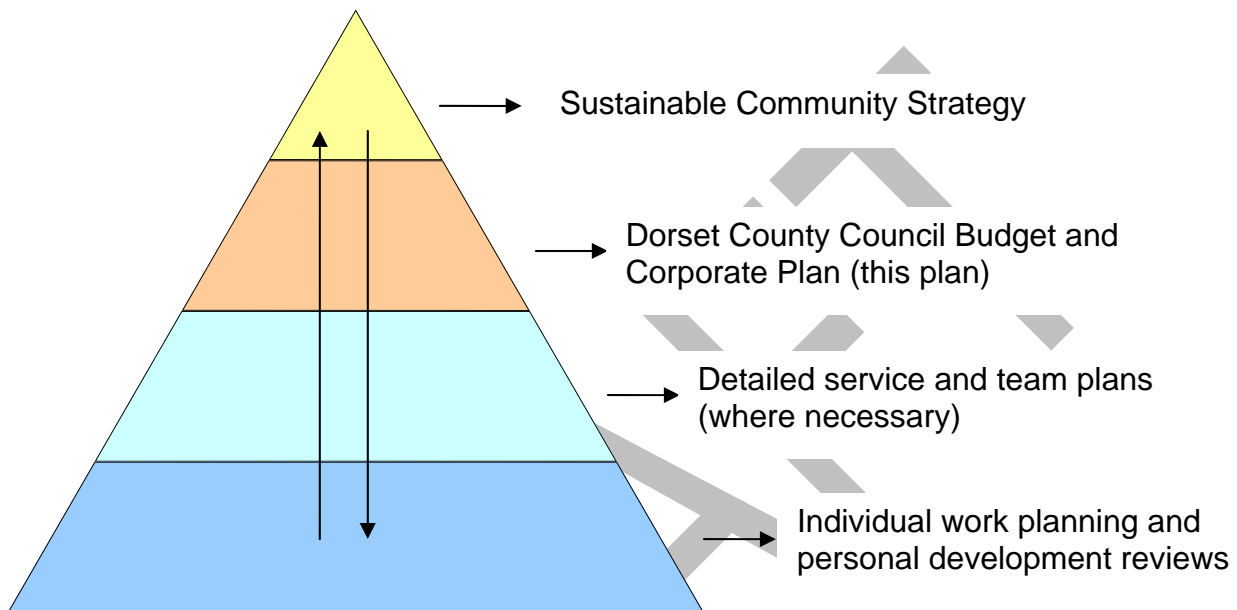 Sustainable Community Strategy
Dorset County Council Budget and
Corporate Plan (this plan)
Detailed service and team plans
(where necessary)
Individual work planning and
personal development reviews